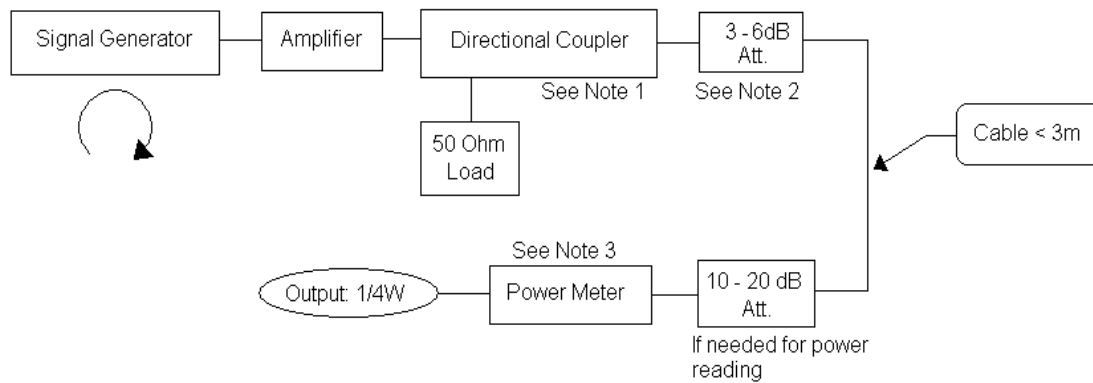 Signal Generator
Amplifier
Directional Coupler
3 - 6dB
Att.
See Note 1
See Note 2
50 Ohm
Load
Cable < 3m
See Note 3
Output: 1/4W
Power Meter
10 - 20 dB
Att.
If needed for power
reading